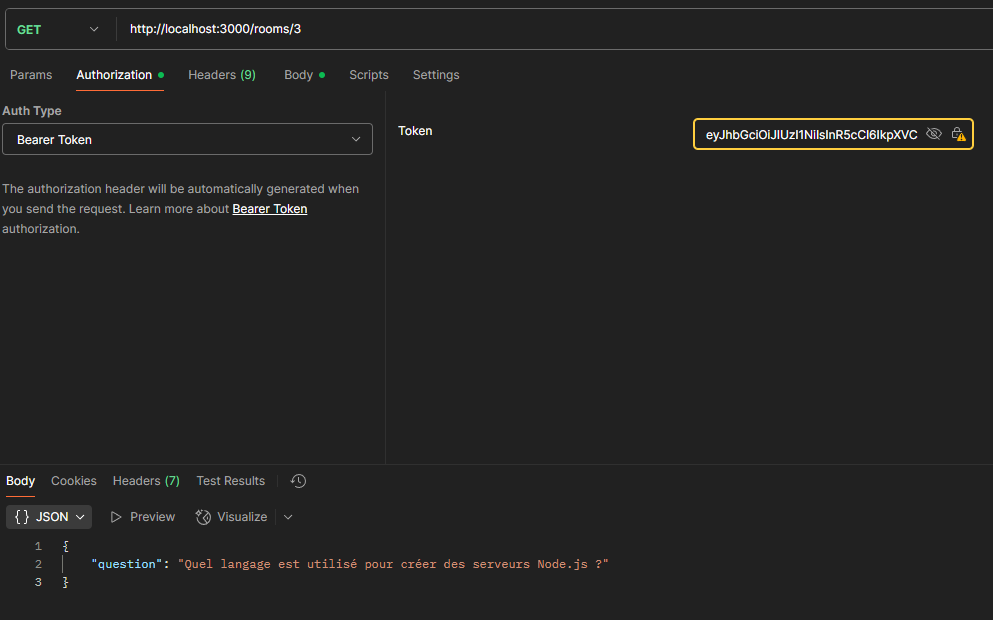 GET http://localhost:3000/rooms/3
Params Authorization Headers (9) Body Scripts Settings
Auth Type
Bearer Token
Token
eyJhbGciOiJIUzI1NiIsInR5cCI6IkpXVC
The authorization header will be automatically generated when
you send the request. Learn more about Bearer Token
authorization.
Body Cookies Headers (7) Test Results
{} JSON Preview Visualize
1 {
2 "question": "Quel langage est utilisé pour créer des serveurs Node.js ?"
3 }